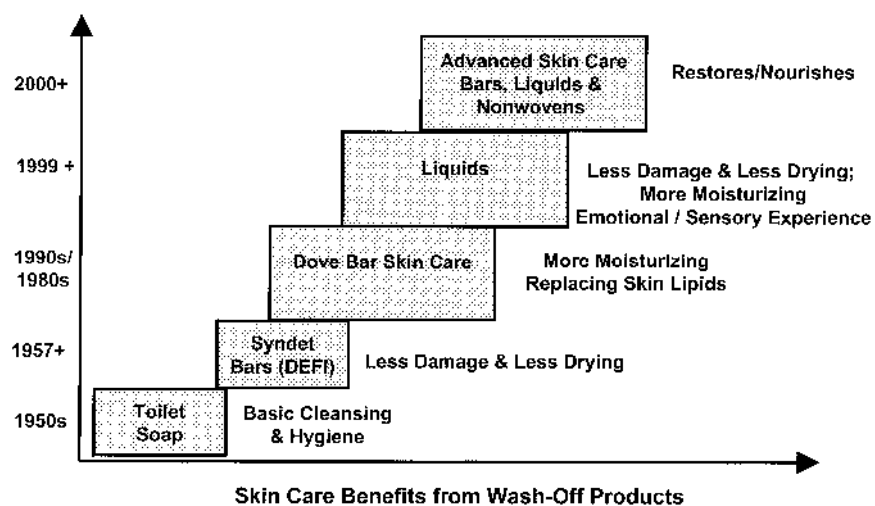 2000+
Advanced Skin Care
Bars, Liquids &
Nonwovens
Restores/Nourishes
1999 +
Liquids
Less Damage & Less Drying;
More Moisturizing
Emotional / Sensory Experience
1990s/
1980s
Dove Bar Skin Care
More Moisturizing
Replacing Skin Lipids
1957+
Syndet
Bars (DEFI)
Less Damage & Less Drying
1950s
Toilet
Soap
Basic Cleansing
& Hygiene
Skin Care Benefits from Wash-Off Products